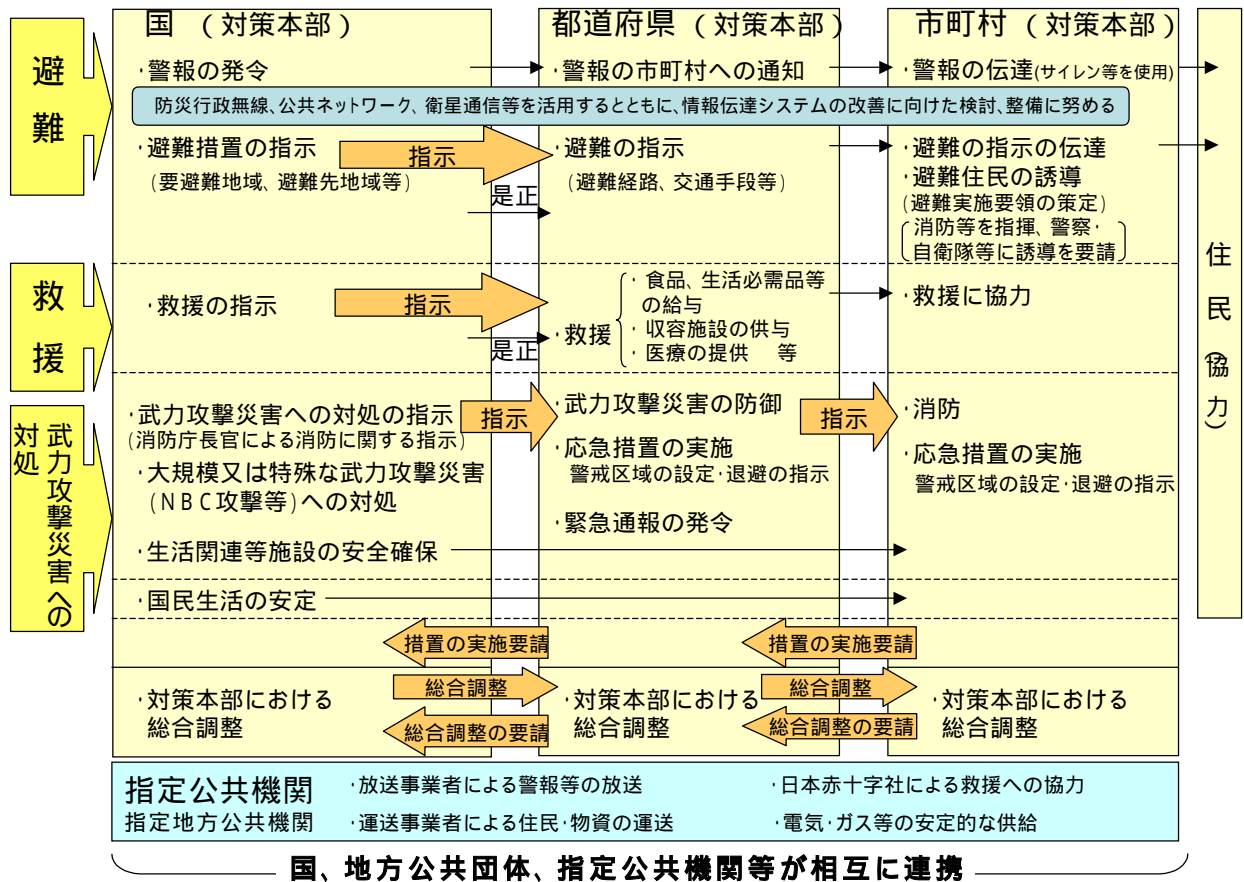 国 （対策本部）
都道府県（対策本部）
市町村（対策本部）
避難
・警報の発令
・警報の市町村への通知
・警報の伝達(サイレン等を使用)
防災行政無線、公共ネットワーク、衛星通信等を活用するとともに、情報伝達システムの改善に向けた検討、整備に努める
・避難措置の指示
(要避難地域、避難先地域等)
指示
是正
・避難の指示
(避難経路、交通手段等)
・避難の指示の伝達
・避難住民の誘導
(避難実施要領の策定)
消防等を指揮、警察・
自衛隊等に誘導を要請
救援
・救援の指示
指示
是正
・救援
・食品、生活必需品等
の給与
・収容施設の供与
・医療の提供　等
・救援に協力
住民（協力）
武力攻撃災害への
対処
・武力攻撃災害への対処の指示
(消防庁長官による消防に関する指示)
・大規模又は特殊な武力攻撃災害
(NBC攻撃等)への対処
指示
・武力攻撃災害の防御
・応急措置の実施
警戒区域の設定・退避の指示
・緊急通報の発令
指示
・消防
・応急措置の実施
警戒区域の設定・退避の指示
・生活関連等施設の安全確保
・国民生活の安定
措置の実施要請
措置の実施要請
・対策本部における
総合調整
総合調整
総合調整の要請
・対策本部における
総合調整
総合調整
総合調整の要請
・対策本部における
総合調整
指定公共機関
指定地方公共機関
・放送事業者による警報等の放送
・日本赤十字社による救援への協力
・運送事業者による住民・物資の運送
・電気・ガス等の安定的な供給
国、地方公共団体、指定公共機関等が相互に連携